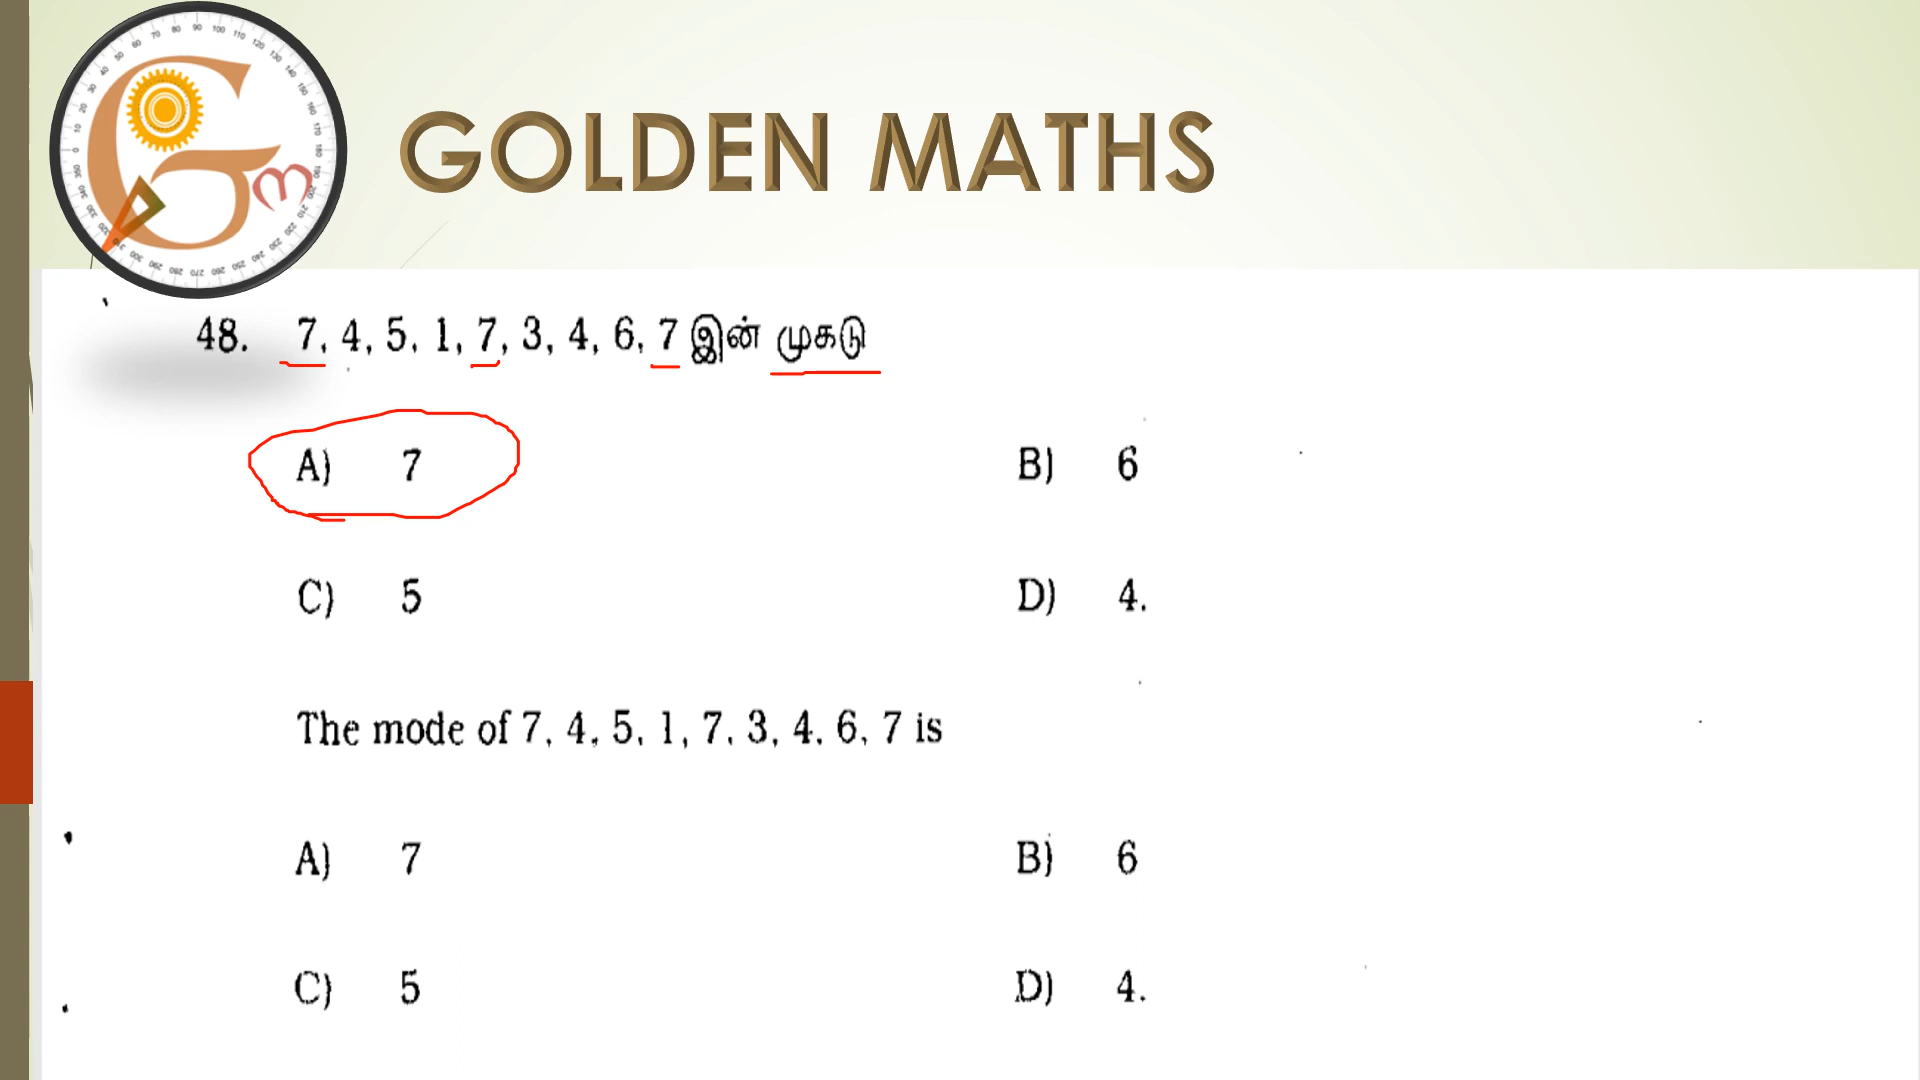 GOLDEN MATHS
48. 7, 4, 5, 1, 7, 3, 4, 6, 7 இன் முகடு
A) 7 B) 6
C) 5 D) 4.
The mode of 7, 4, 5, 1, 7, 3, 4, 6, 7 is
A) 7 B) 6
C) 5 D) 4.